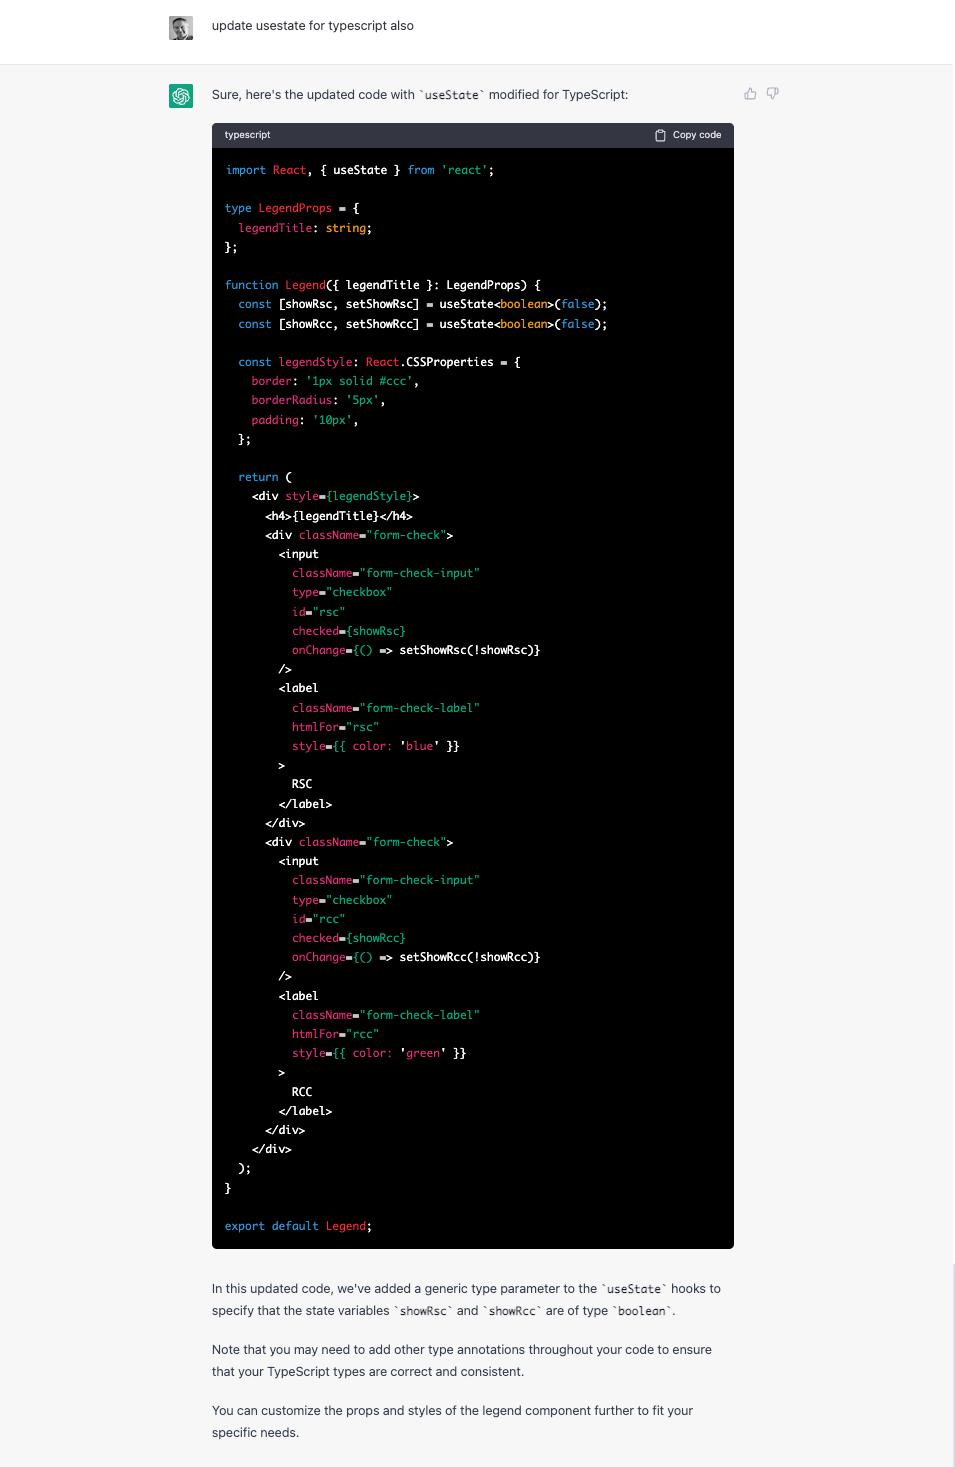 update usestate for typescript also
Sure, here's the updated code with `useState` modified for TypeScript:
typescript
Copy code
import React, { useState } from 'react';
type LegendProps = {
  legendTitle: string;
};
function Legend({ legendTitle }: LegendProps) {
  const [showRsc, setShowRsc] = useState<boolean>(false);
  const [showRcc, setShowRcc] = useState<boolean>(false);
  const legendStyle: React.CSSProperties = {
    border: '1px solid #ccc',
    borderRadius: '5px',
    padding: '10px',
  };
  return (
    <div style={legendStyle}>
      <h4>{legendTitle}</h4>
      <div className="form-check">
        <input
          className="form-check-input"
          type="checkbox"
          id="rsc"
          checked={showRsc}
          onChange={() => setShowRsc(!showRsc)}
        />
        <label
          className="form-check-label"
          htmlFor="rsc"
          style={{ color: 'blue' }}
        >
          RSC
        </label>
      </div>
      <div className="form-check">
        <input
          className="form-check-input"
          type="checkbox"
          id="rcc"
          checked={showRcc}
          onChange={() => setShowRcc(!showRcc)}
        />
        <label
          className="form-check-label"
          htmlFor="rcc"
          style={{ color: 'green' }}
        >
          RCC
        </label>
      </div>
    </div>
  );
}
export default Legend;
In this updated code, we've added a generic type parameter to the `useState` hooks to
specify that the state variables `showRsc` and `showRcc` are of type `boolean`.
Note that you may need to add other type annotations throughout your code to ensure
that your TypeScript types are correct and consistent.
You can customize the props and styles of the legend component further to fit your
specific needs.